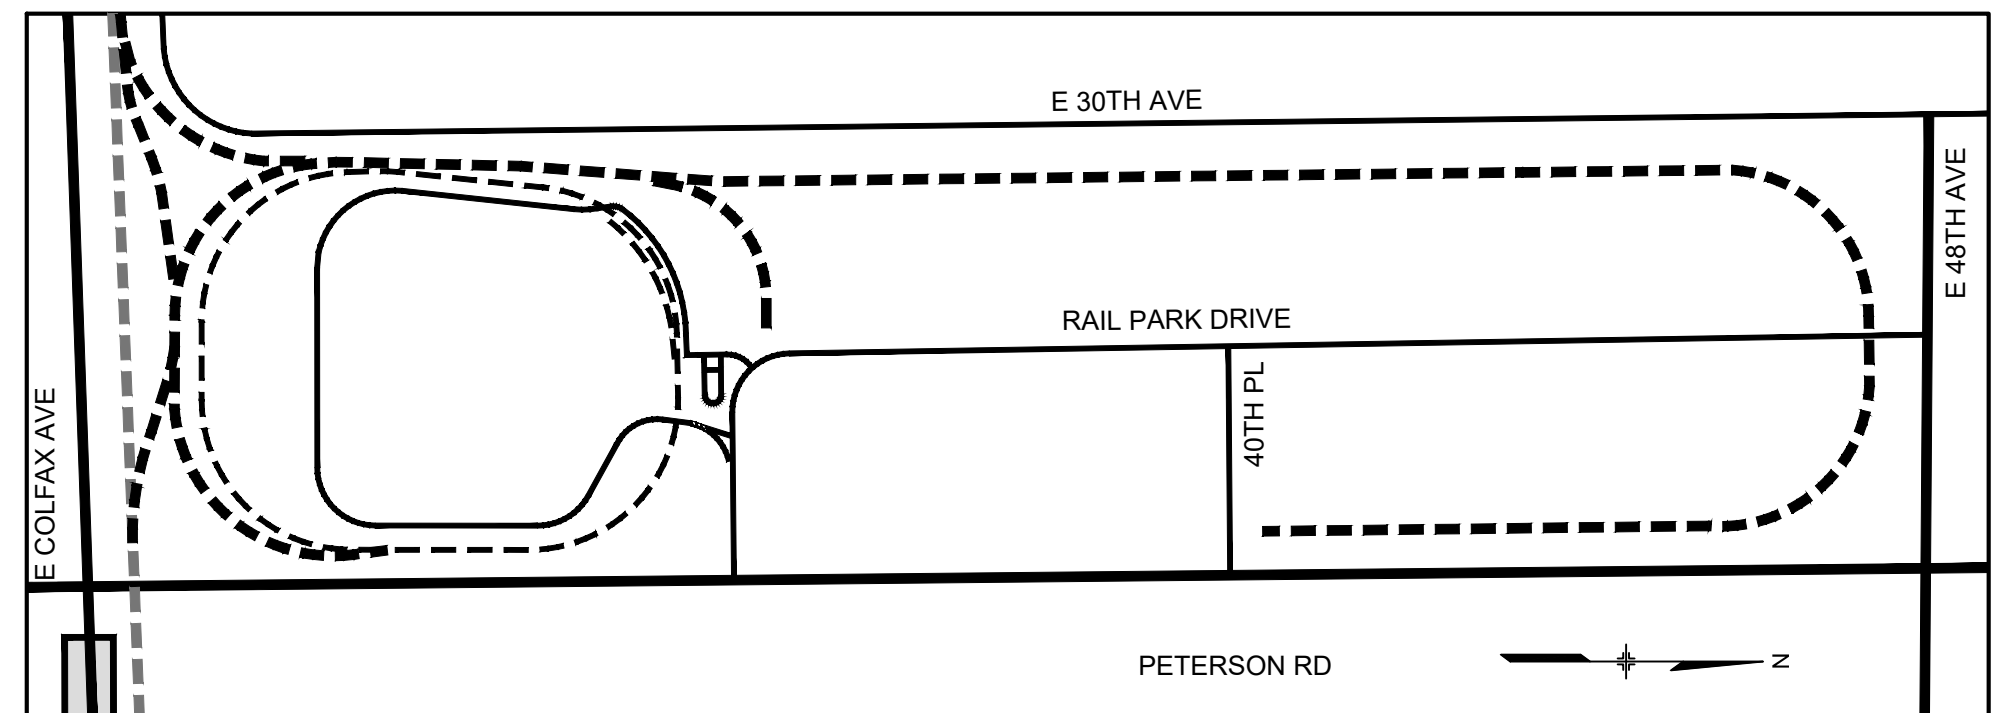 E 30TH AVE
E 48TH AVE
RAIL PARK DRIVE
40TH PL
E COLFAX AVE
PETERSON RD
N